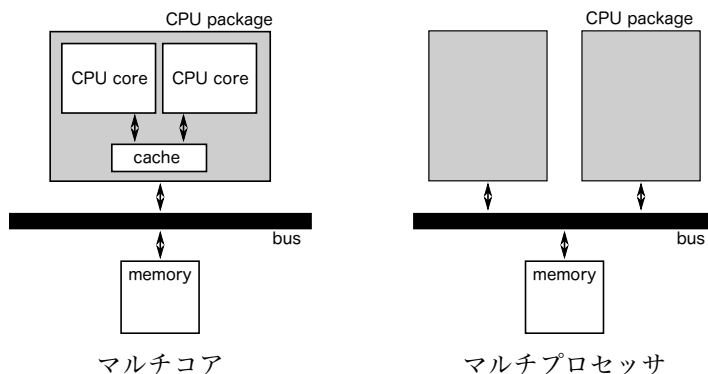 CPU package
CPU core
CPU core
cache
bus
memory
マルチコア
CPU package
bus
memory
マルチプロセッサ